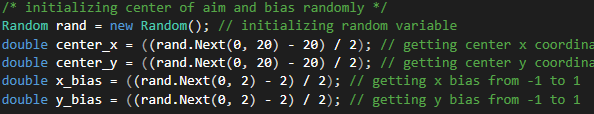 /* initializing center of aim and bias randomly */
Random rand = new Random(); // initializing random variable
double center_x = ((rand.Next(0, 20) - 20) / 2); // getting center x coordina
double center_y = ((rand.Next(0, 20) - 20) / 2); // getting center y coordina
double x_bias = ((rand.Next(0, 2) - 2) / 2); // getting x bias from -1 to 1
double y_bias = ((rand.Next(0, 2) - 2) / 2); // getting y bias from -1 to 1